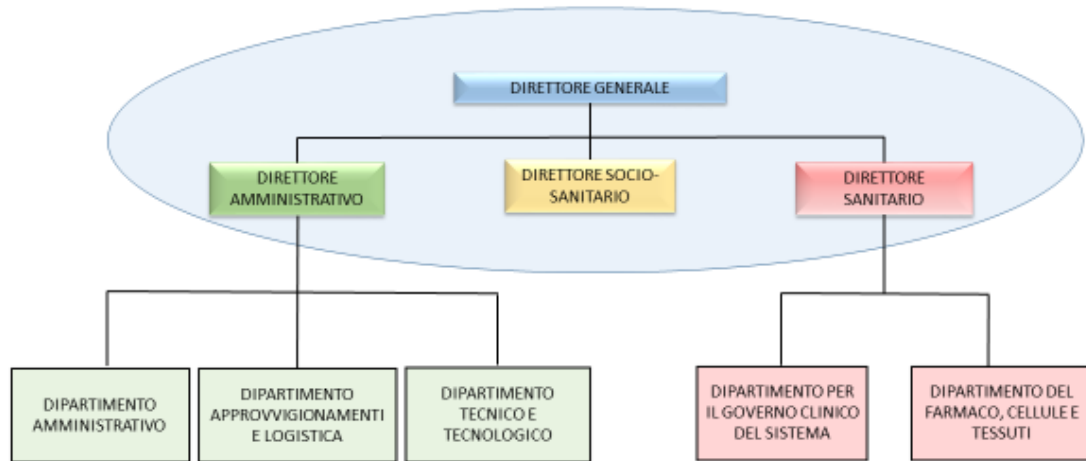 DIRETTORE GENERALE
DIRETTORE
AMMINISTRATIVO
DIRETTORE SOCIO-
SANITARIO
DIRETTORE
SANITARIO
DIPARTIMENTO
AMMINISTRATIVO
DIPARTIMENTO
APPROVVIGIONAMENTI
E LOGISTICA
DIPARTIMENTO
TECNICO E
TECNOLOGICO
DIPARTIMENTO PER
IL GOVERNO CLINICO
DEL SISTEMA
DIPARTIMENTO DEL
FARMACO, CELLULE E
TESSUTI